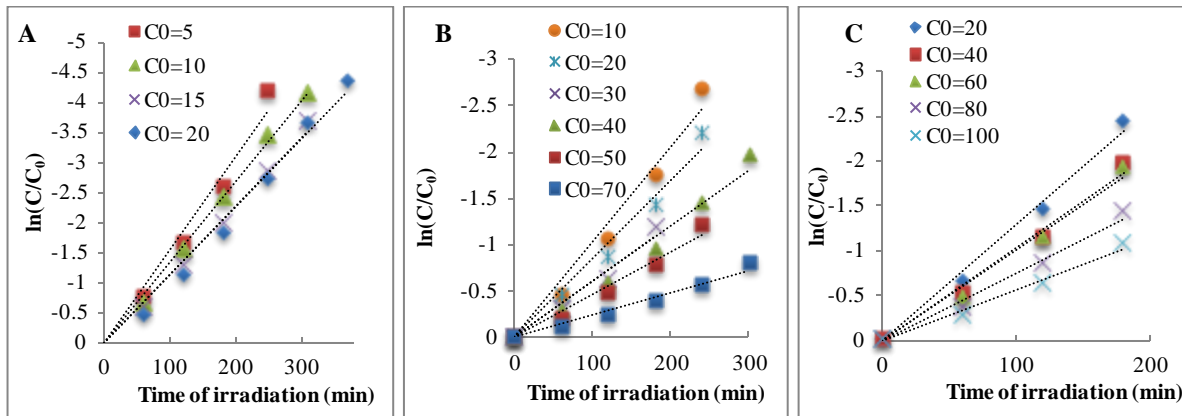 A
C0=5
C0=10
C0=15
C0=20
ln(C/C0)
-5
-4.5
-4
-3.5
-3
-2.5
-2
-1.5
-1
-0.5
0
0 100 200 300
Time of irradiation (min)
B
C0=10
C0=20
C0=30
C0=40
C0=50
C0=70
ln(C/C0)
-3
-2.5
-2
-1.5
-1
-0.5
0
0 100 200 300
Time of irradiation (min)
C
C0=20
C0=40
C0=60
C0=80
C0=100
ln(C/C0)
-3
-2.5
-2
-1.5
-1
-0.5
0
0 100 200
Time of irradiation (min)